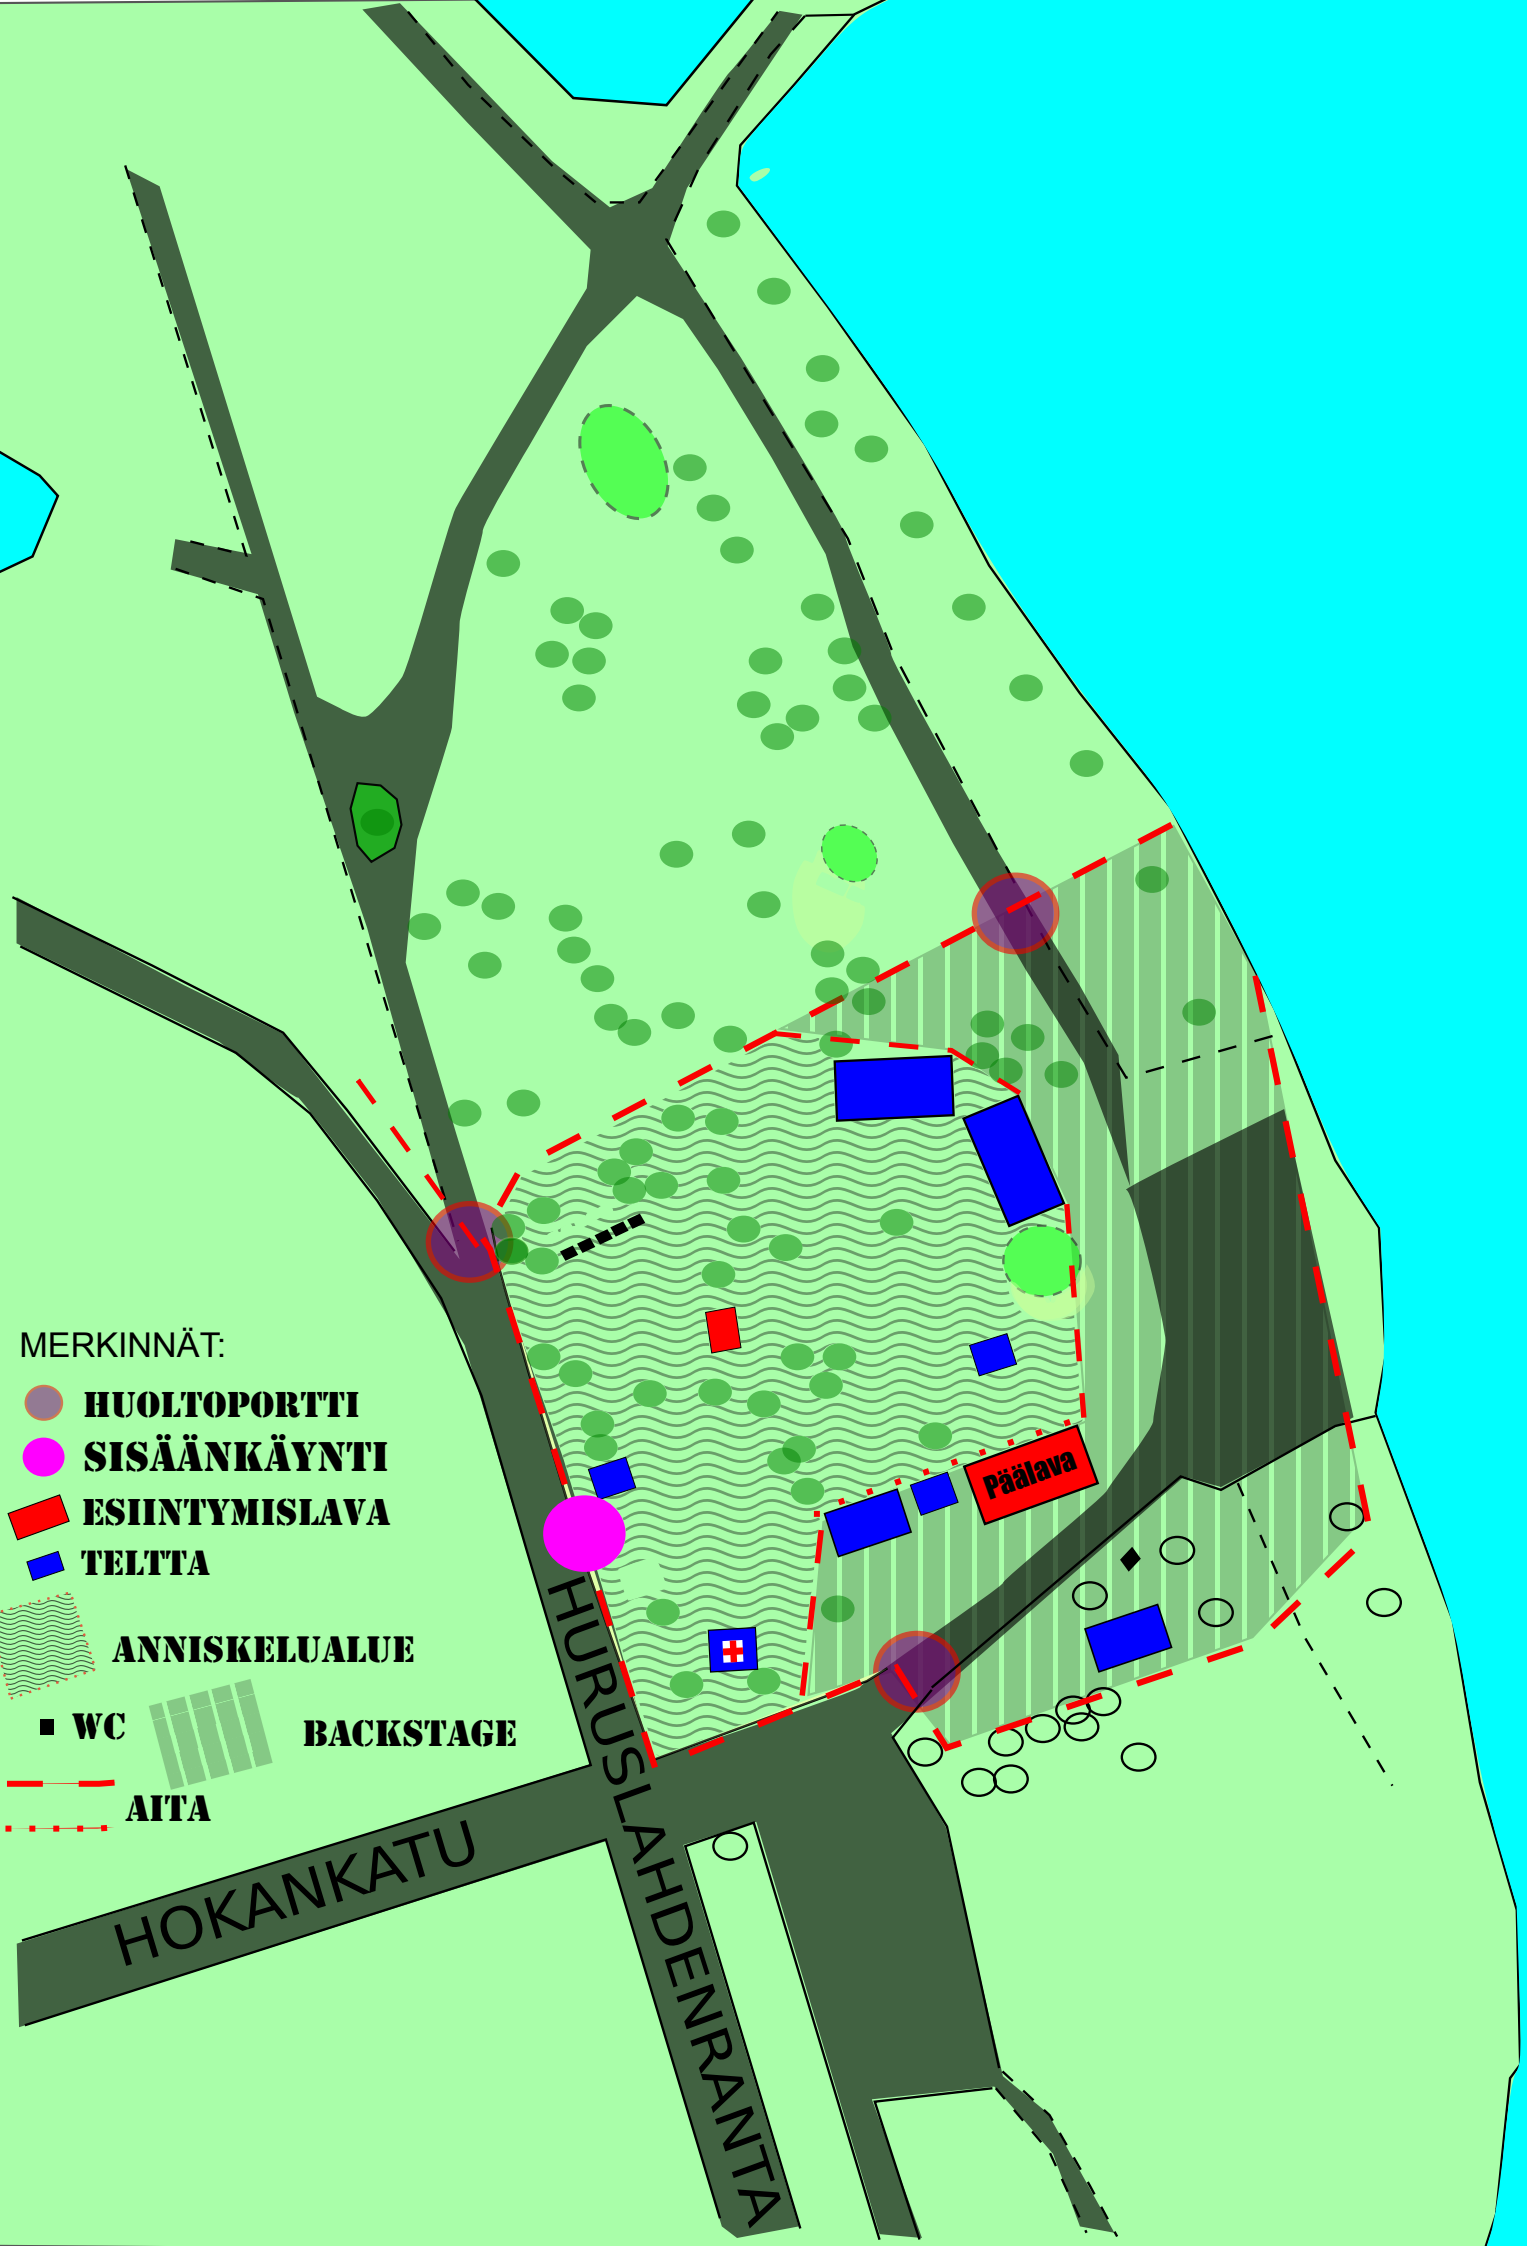 Päälava
MERKINNÄT:
HUOLTOPORTTI
SISÄÄNKÄYNTI
ESIINTYMISLAVA
TELTTA
ANNISKELUALUE
WC
BACKSTAGE
AITA
HOKANKATU
HURUSLAHDENRANTA